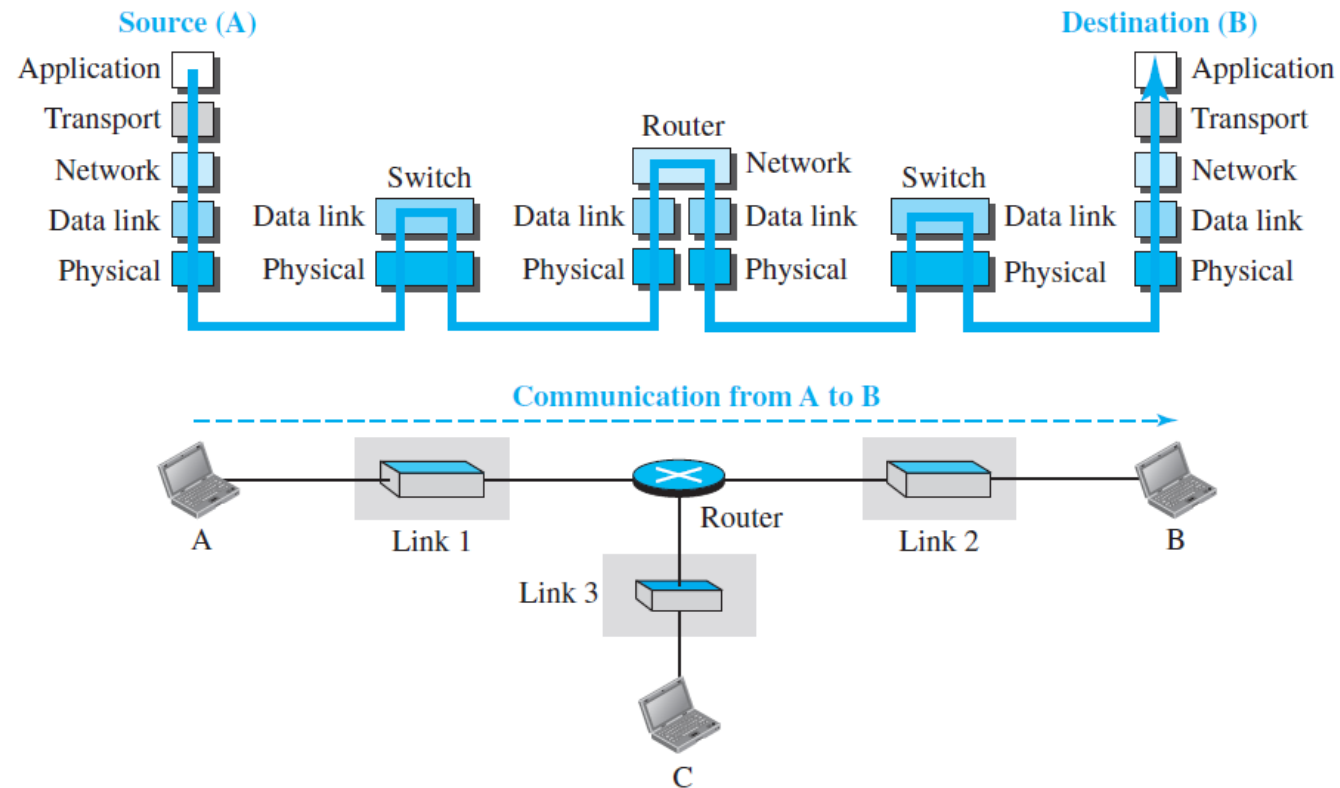 Source (A)
Destination (B)
Application
Application
Transport
Router
Transport
Network
Switch
Network
Switch
Network
Data link
Data link
Data link
Data link
Data link
Data link
Physical
Physical
Physical
Physical
Physical
Physical
Communication from A to B
A
Link 1
Router
Link 2
B
Link 3
C